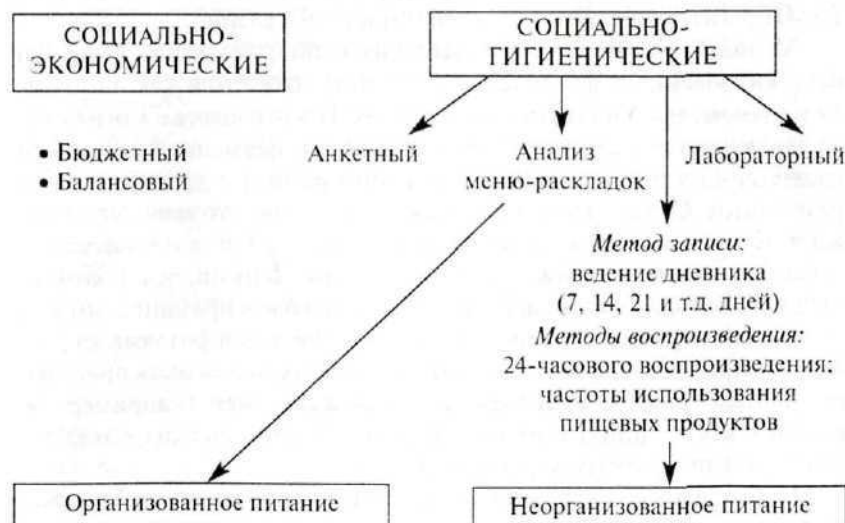 СОЦИАЛЬНО-
ЭКОНОМИЧЕСКИЕ
СОЦИАЛЬНО-
ГИГИЕНИЧЕСКИЕ
• Бюджетный
• Балансовый
Анкетный
Анализ
меню-раскладок
Лабораторный
Метод записи:
ведение дневника
(7, 14, 21 и т.д. дней)
Методы воспроизведения:
24-часового воспроизведения;
частоты использования
пищевых продуктов
Организованное питание
Неорганизованное питание